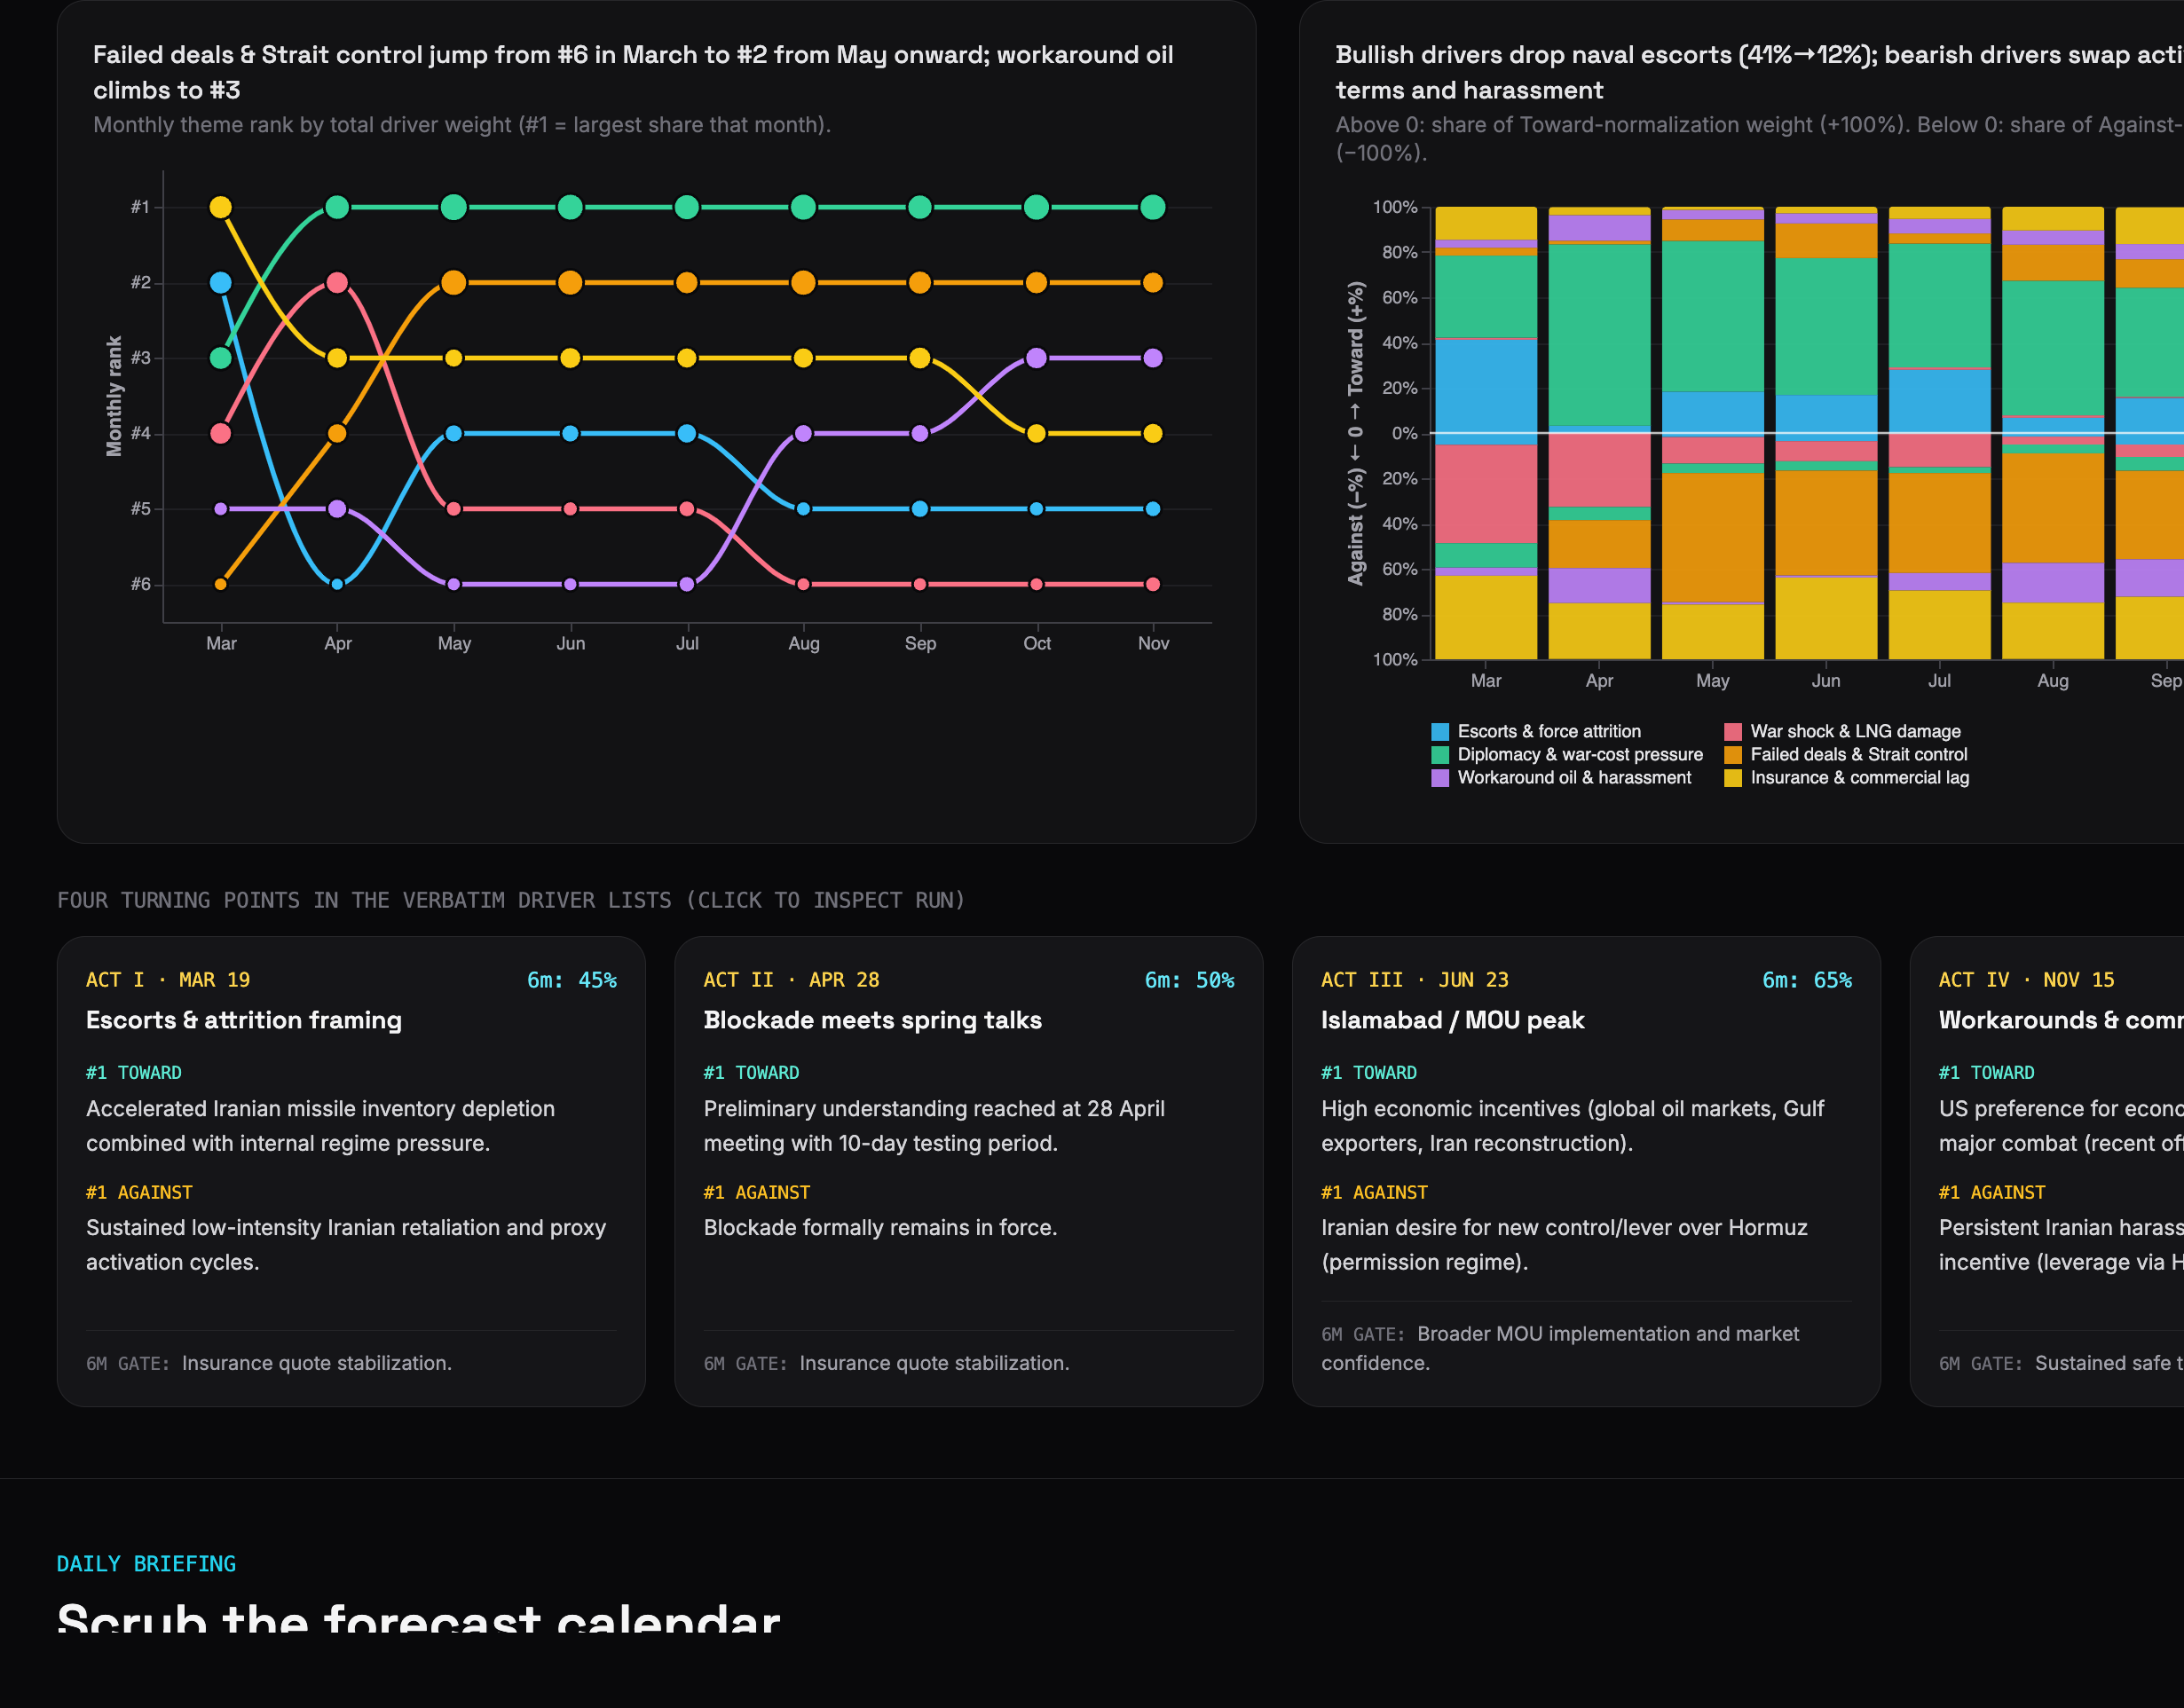 Failed deals & Strait control jump from #6 in March to #2 from May onward; workaround oil
climbs to #3
Monthly theme rank by total driver weight (#1 = largest share that month).
Monthly rank
#1
#2
#3
#4
#5
#6
Mar Apr May Jun Jul Aug Sep Oct Nov
Bullish drivers drop naval escorts (41%→12%); bearish drivers swap acti
terms and harassment
Above 0: share of Toward-normalization weight (+100%). Below 0: share of Against-
(−100%).
Against (−%) ← 0 → Toward (+%)
100%
80%
60%
40%
20%
0%
20%
40%
60%
80%
100%
Mar Apr May Jun Jul Aug Sep
Escorts & force attrition
War shock & LNG damage
Diplomacy & war-cost pressure
Failed deals & Strait control
Workaround oil & harassment
Insurance & commercial lag
FOUR TURNING POINTS IN THE VERBATIM DRIVER LISTS (CLICK TO INSPECT RUN)
ACT I · MAR 19
6m: 45%
Escorts & attrition framing
#1 TOWARD
Accelerated Iranian missile inventory depletion
combined with internal regime pressure.
#1 AGAINST
Sustained low-intensity Iranian retaliation and proxy
activation cycles.
6M GATE: Insurance quote stabilization.
ACT II · APR 28
6m: 50%
Blockade meets spring talks
#1 TOWARD
Preliminary understanding reached at 28 April
meeting with 10-day testing period.
#1 AGAINST
Blockade formally remains in force.
6M GATE: Insurance quote stabilization.
ACT III · JUN 23
6m: 65%
Islamabad / MOU peak
#1 TOWARD
High economic incentives (global oil markets, Gulf
exporters, Iran reconstruction).
#1 AGAINST
Iranian desire for new control/lever over Hormuz
(permission regime).
6M GATE: Broader MOU implementation and market
confidence.
ACT IV · NOV 15
Workarounds & com
#1 TOWARD
US preference for econ
major combat (recent of
#1 AGAINST
Persistent Iranian harass
incentive (leverage via H
6M GATE: Sustained safe t
DAILY BRIEFING
Scrub the forecast calendar